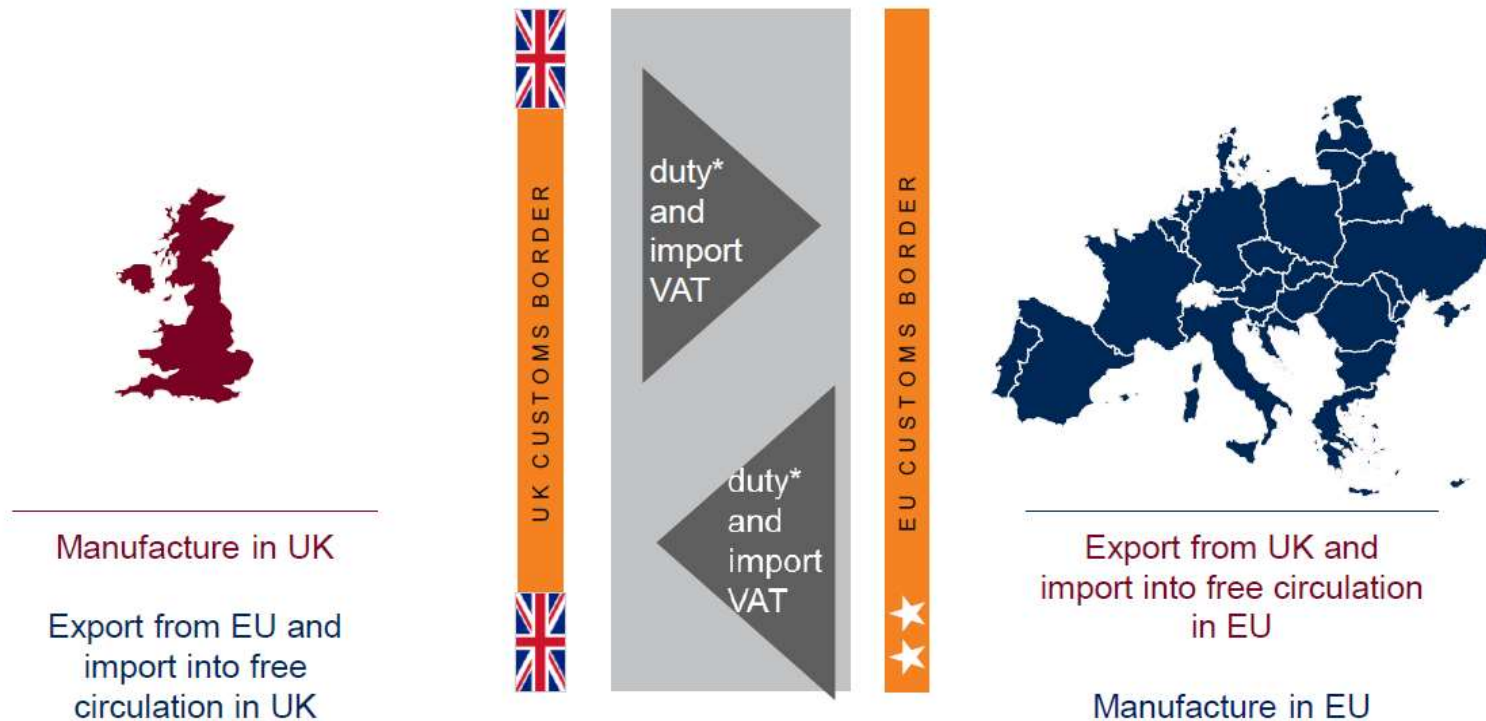 Manufacture in UK
Export from EU and
import into free
circulation in UK
UK CUSTOMS BORDER
duty*
and
import
VAT
duty*
and
import
VAT
EU CUSTOMS BORDER
Export from UK and
import into free circulation
in EU
Manufacture in EU